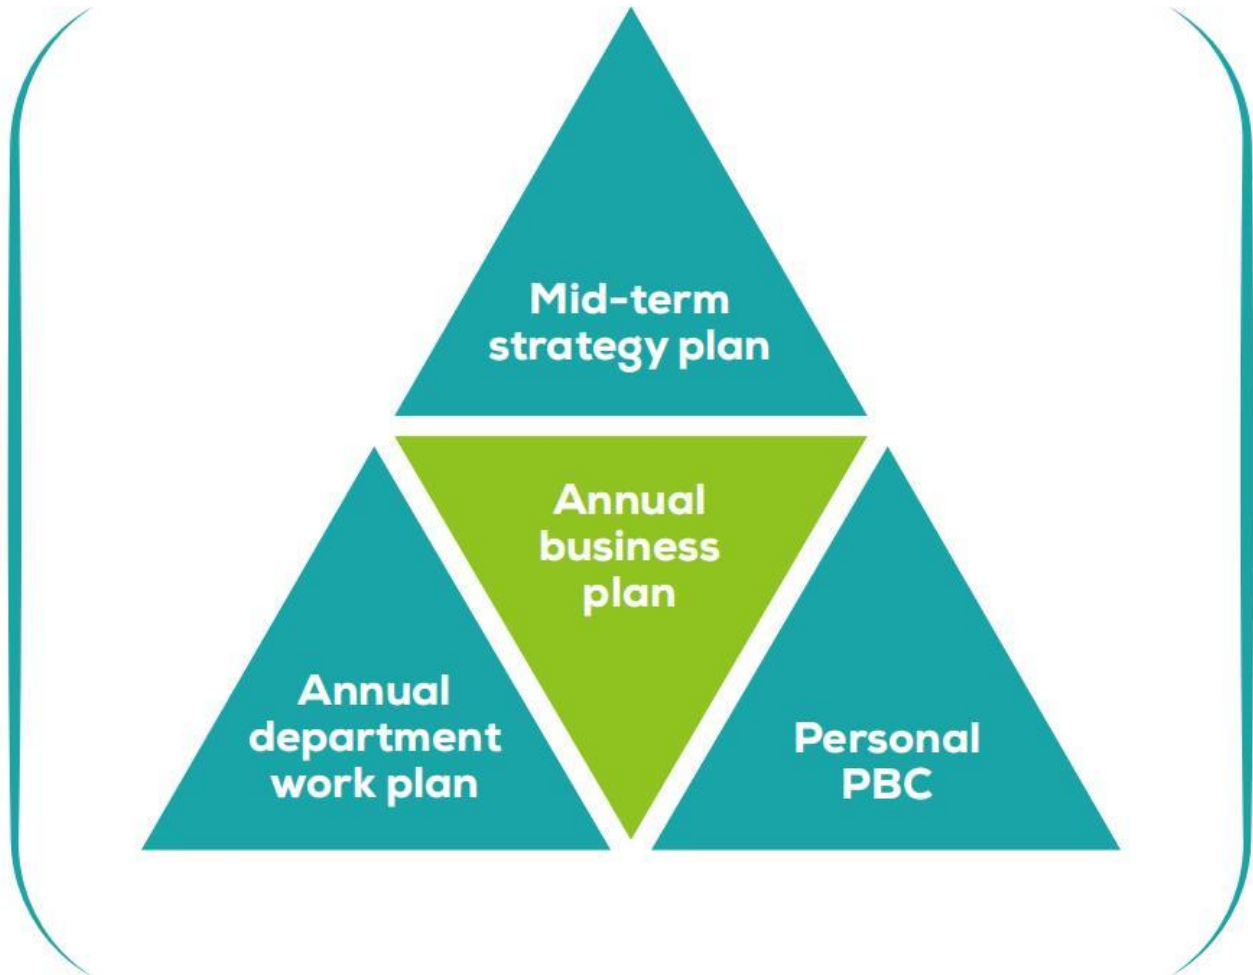 Mid-term
strategy plan
Annual
business
plan
Annual
department
work plan
Personal
PBC